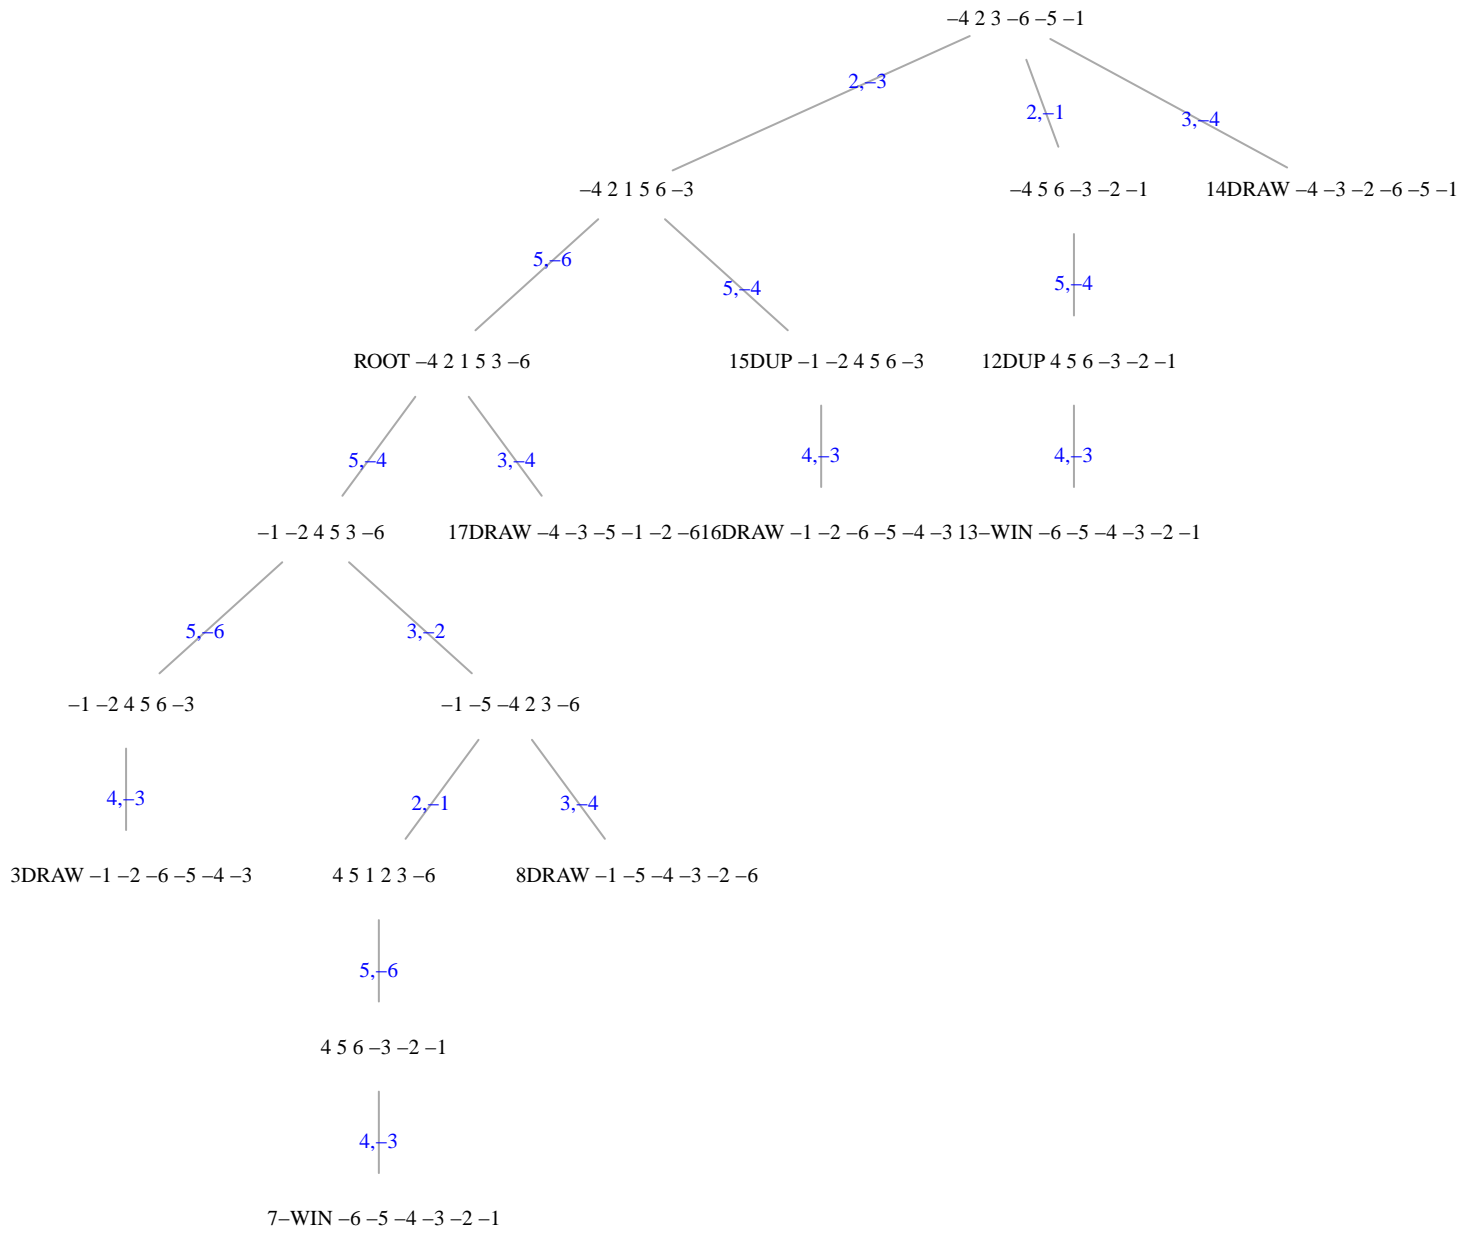 −4 2 3 −6 −5 −1
2,−3
2,−1
3,−4
−4 2 1 5 6 −3
−4 5 6 −3 −2 −1
14DRAW −4 −3 −2 −6 −5 −1
5,−6
5,−4
5,−4
ROOT −4 2 1 5 3 −6
15DUP −1 −2 4 5 6 −3
12DUP 4 5 6 −3 −2 −1
5,−4
3,−4
4,−3
4,−3
−1 −2 4 5 3 −6
17DRAW −4 −3 −5 −1 −2 −6
16DRAW −1 −2 −6 −5 −4 −3
13−WIN −6 −5 −4 −3 −2 −1
5,−6
3,−2
−1 −2 4 5 6 −3
−1 −5 −4 2 3 −6
4,−3
2,−1
3,−4
3DRAW −1 −2 −6 −5 −4 −3
4 5 1 2 3 −6
8DRAW −1 −5 −4 −3 −2 −6
5,−6
4 5 6 −3 −2 −1
4,−3
7−WIN −6 −5 −4 −3 −2 −1